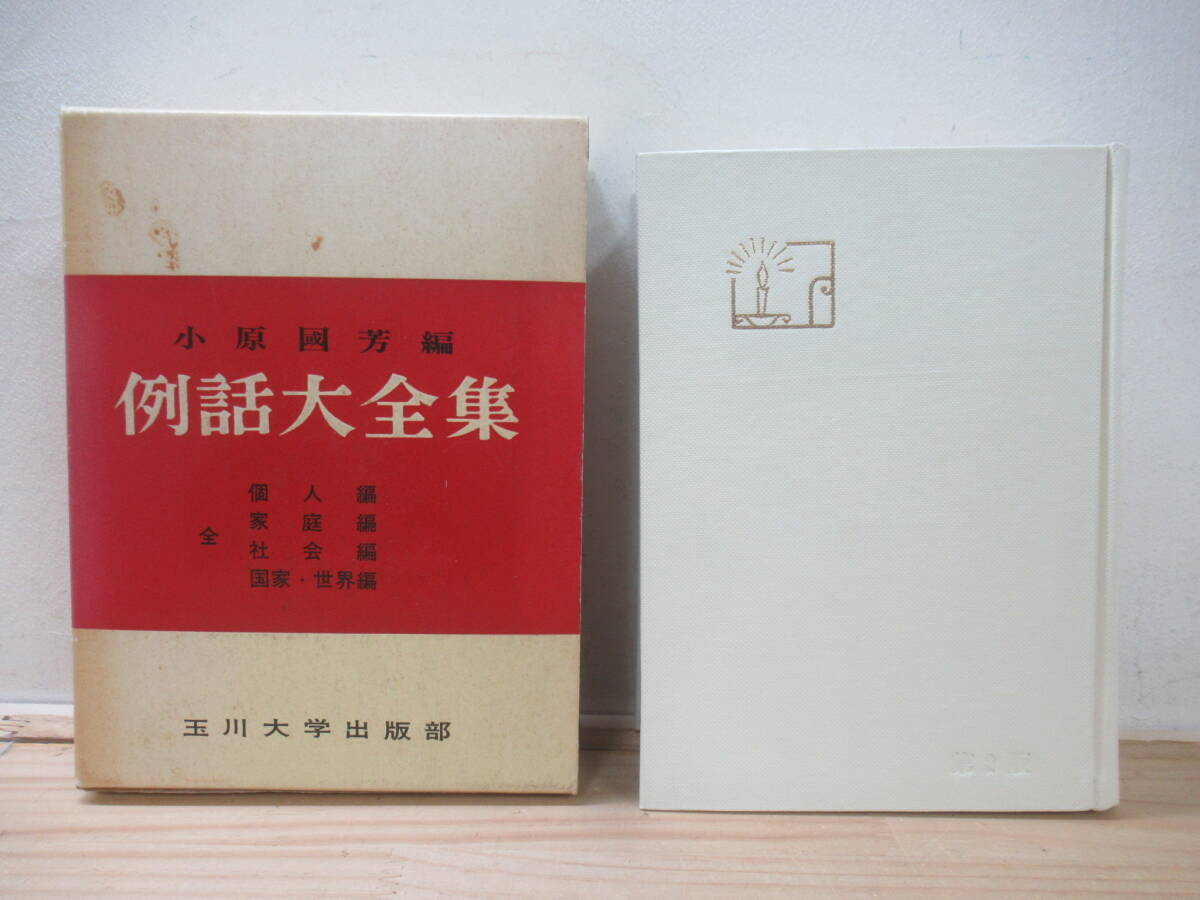 小原國芳編
例話大全集
全
個人編
家庭編
社会編
国家・世界編
玉川大学出版部